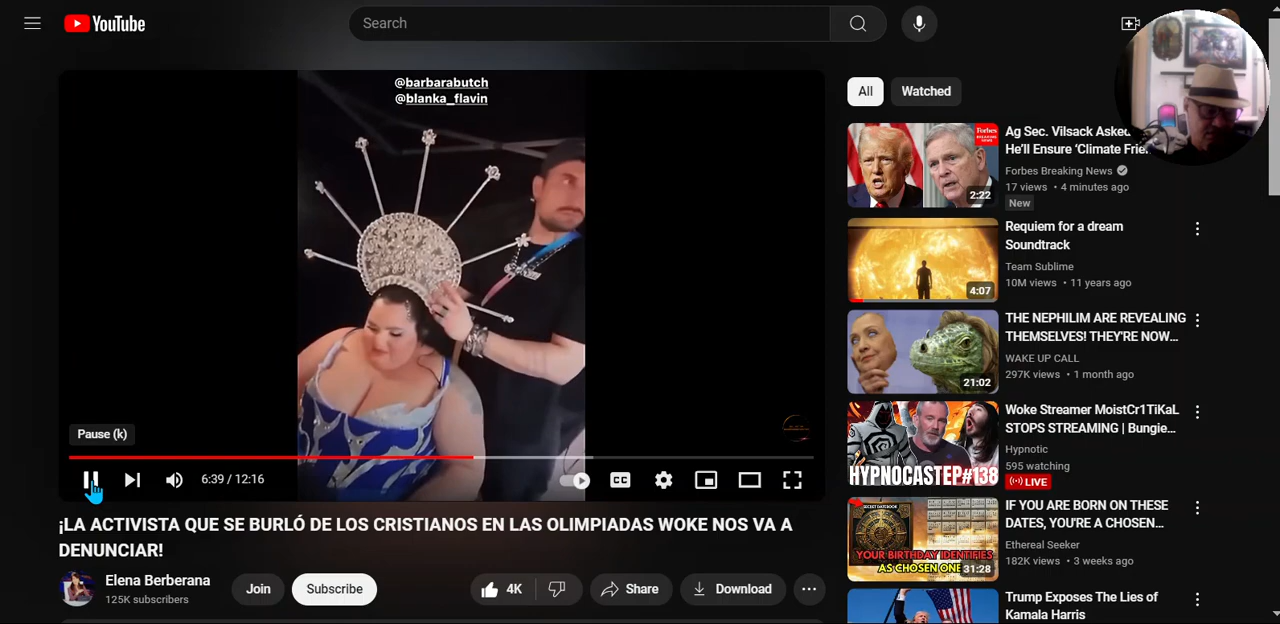 YouTube
Search
@barbarabutch
@blanka_flavin
Pause (k)
6:39 / 12:16
CC
¡LA ACTIVISTA QUE SE BURLÓ DE LOS CRISTIANOS EN LAS OLIMPIADAS WOKE NOS VA A
DENUNCIAR!
Elena Berberana
125K subscribers
Join
Subscribe
4K
Share
Download
All
Watched
Forbes
2:22
Ag Sec. Vilsack Asked
He'll Ensure 'Climate Frie
Forbes Breaking News
17 views • 4 minutes ago
New
4:07
Requiem for a dream
Soundtrack
Team Sublime
10M views • 11 years ago
21:02
THE NEPHILIM ARE REVEALING
THEMSELVES! THEY'RE NOW...
WAKE UP CALL
297K views • 1 month ago
HYPNOCASTEP#138
Woke Streamer MoistCr1TiKaL
STOPS STREAMING | Bungie...
Hypnotic
595 watching
LIVE
YOUR BIRTHDAY IDENTIFIES
AS CHOSEN ONE
31:28
IF YOU ARE BORN ON THESE
DATES, YOU'RE A CHOSEN...
Ethereal Seeker
182K views • 3 weeks ago
Trump Exposes The Lies of
Kamala Harris